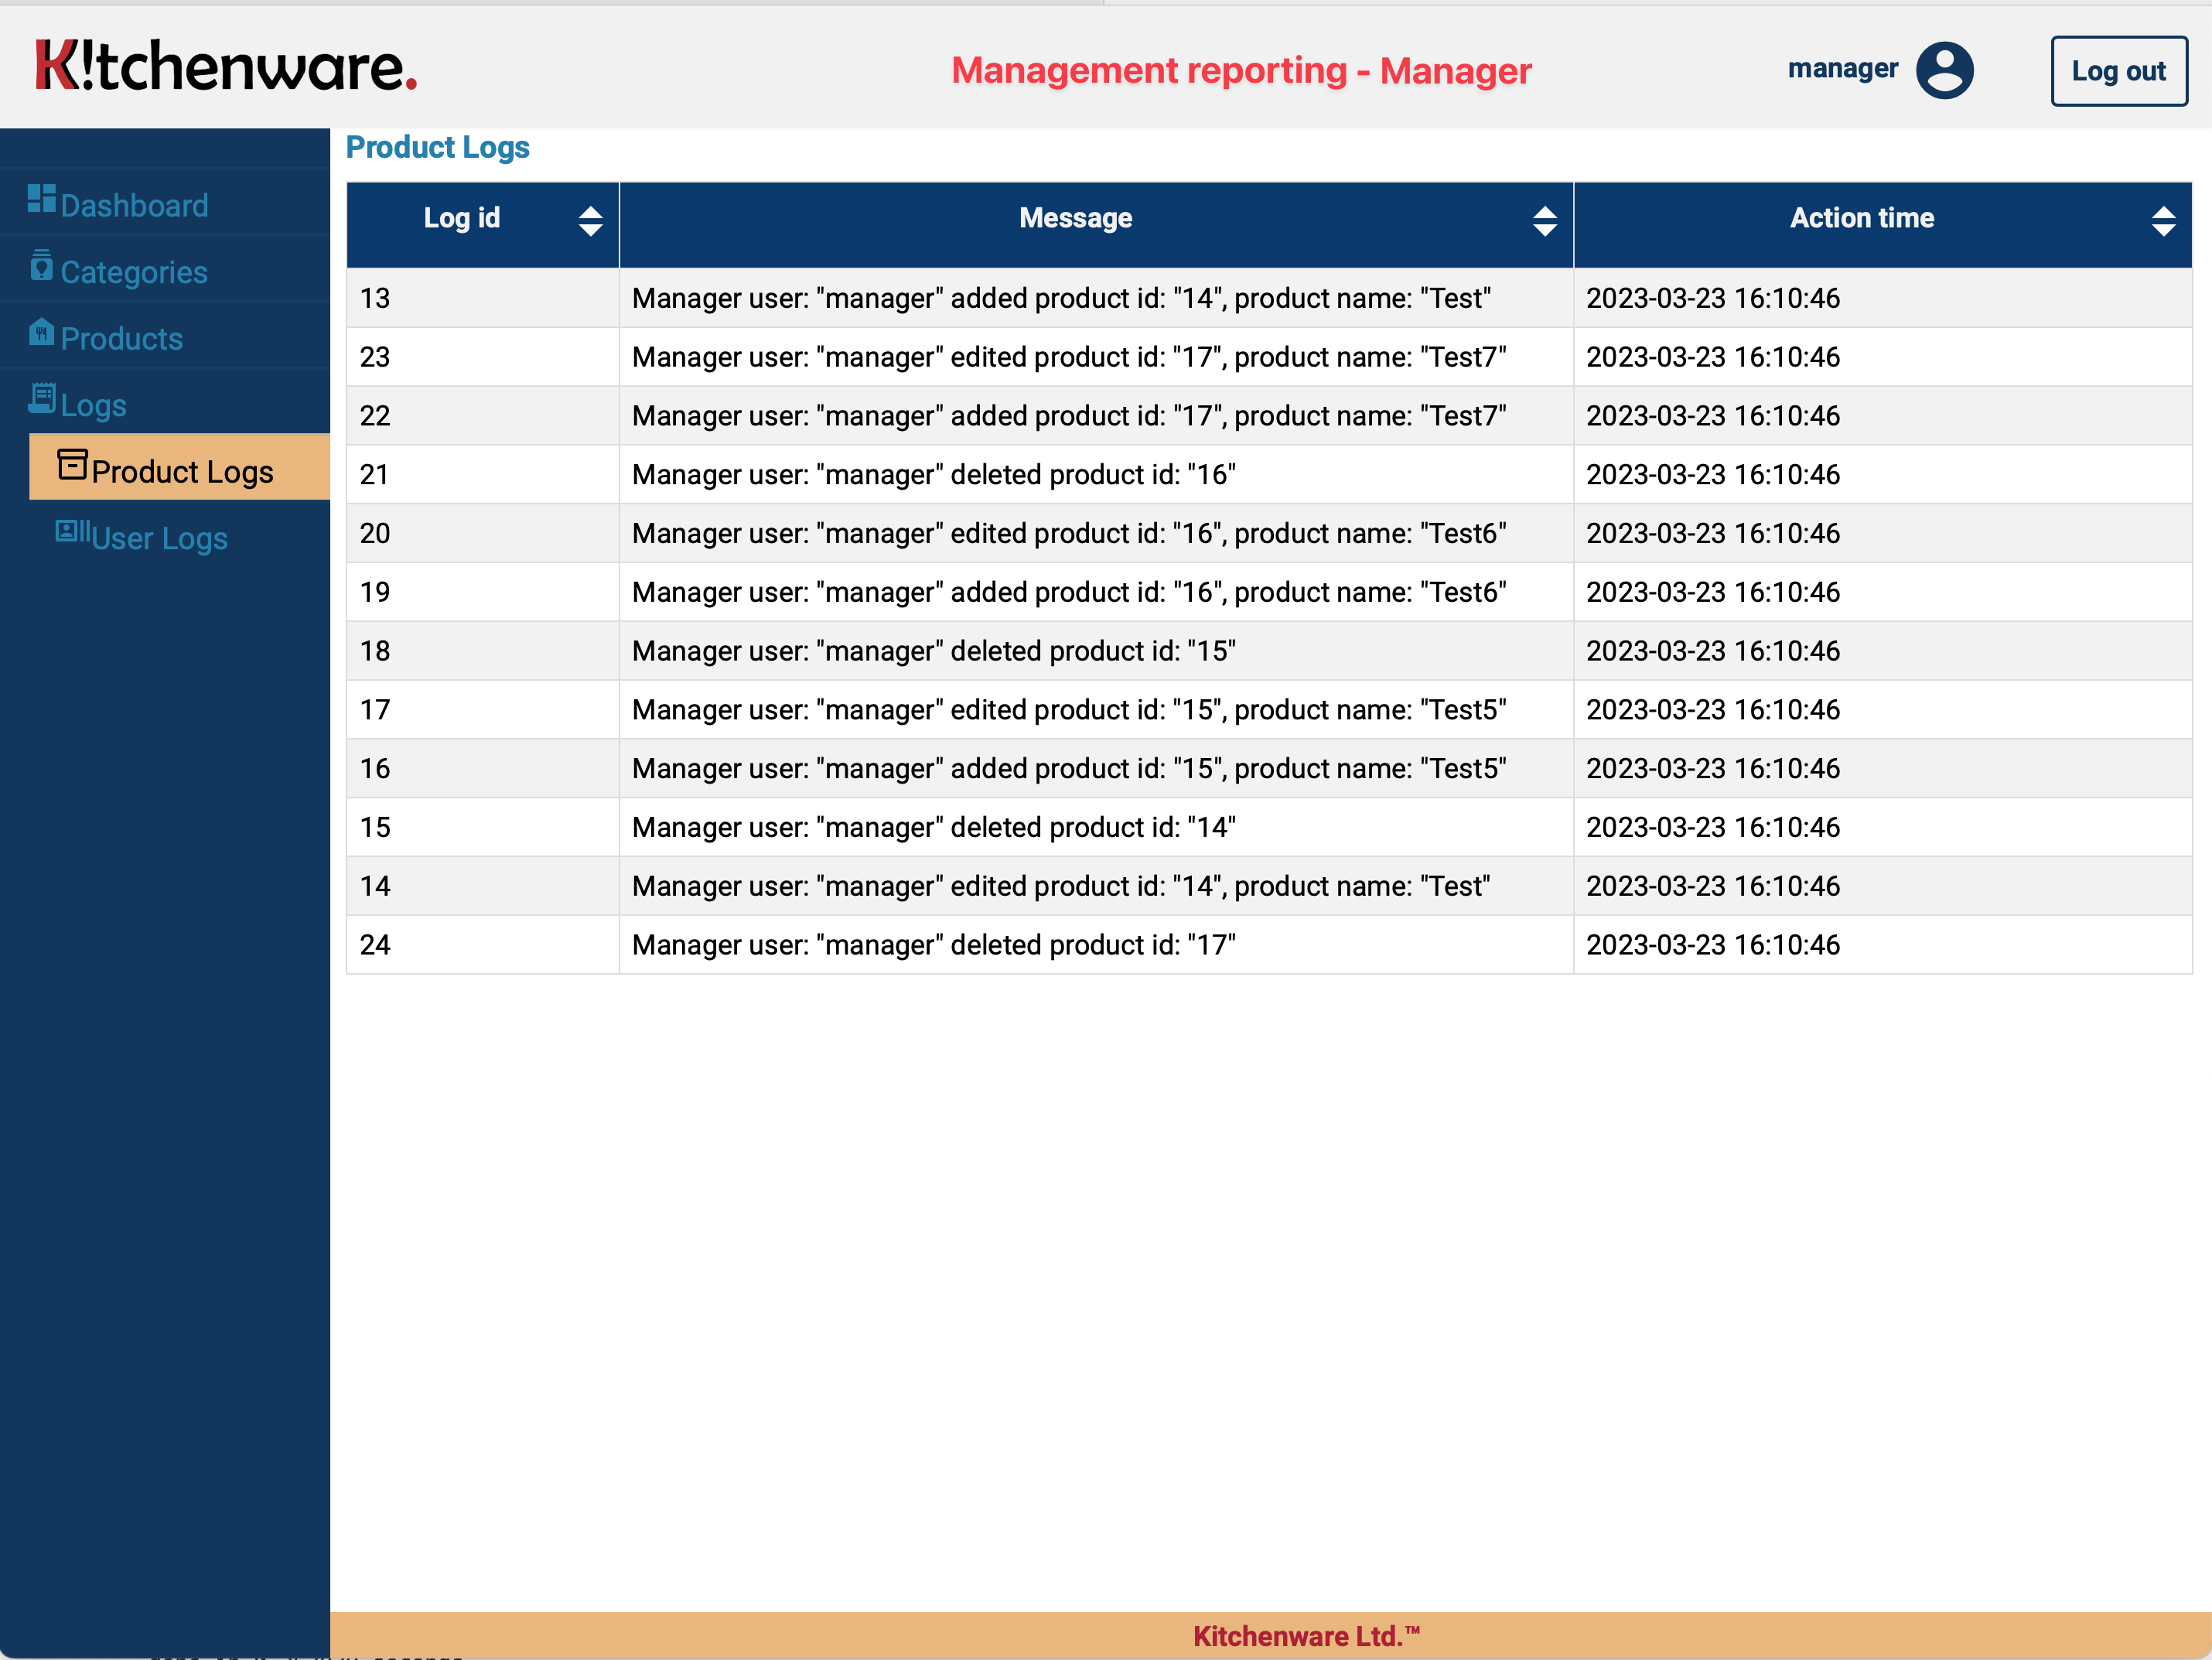 K!tchenware.
Management reporting - Manager
manager
Log out
Dashboard
Categories
Products
Logs
Product Logs
User Logs
Product Logs
Log id Message Action time
13 Manager user: "manager" added product id: "14", product name: "Test" 2023-03-23 16:10:46
23 Manager user: "manager" edited product id: "17", product name: "Test7" 2023-03-23 16:10:46
22 Manager user: "manager" added product id: "17", product name: "Test7" 2023-03-23 16:10:46
21 Manager user: "manager" deleted product id: "16" 2023-03-23 16:10:46
20 Manager user: "manager" edited product id: "16", product name: "Test6" 2023-03-23 16:10:46
19 Manager user: "manager" added product id: "16", product name: "Test6" 2023-03-23 16:10:46
18 Manager user: "manager" deleted product id: "15" 2023-03-23 16:10:46
17 Manager user: "manager" edited product id: "15", product name: "Test5" 2023-03-23 16:10:46
16 Manager user: "manager" added product id: "15", product name: "Test5" 2023-03-23 16:10:46
15 Manager user: "manager" deleted product id: "14" 2023-03-23 16:10:46
14 Manager user: "manager" edited product id: "14", product name: "Test" 2023-03-23 16:10:46
24 Manager user: "manager" deleted product id: "17" 2023-03-23 16:10:46
Kitchenware Ltd.™